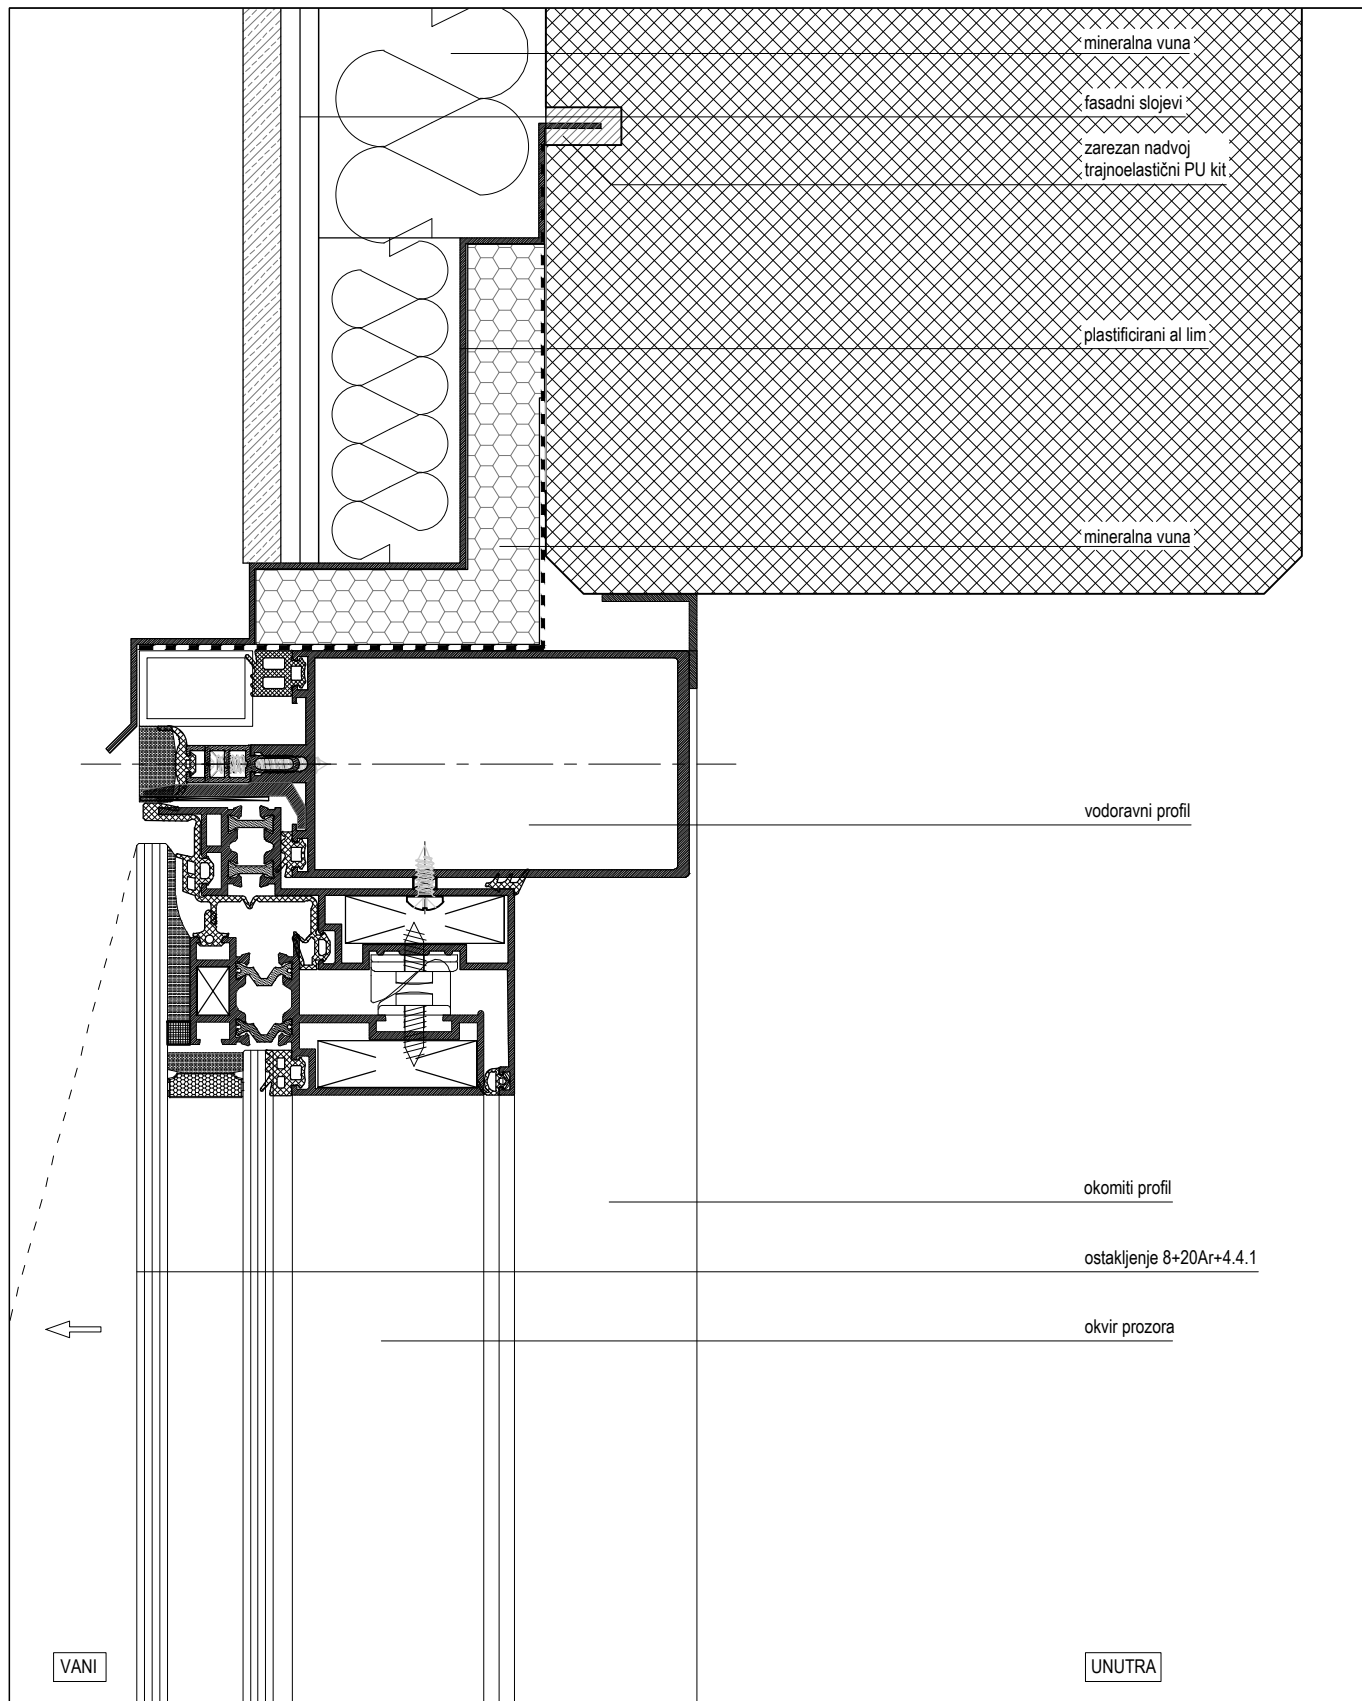 mineralna vuna
fasadni slojevi
zarezan nadvoj
trajnoelastični PU kit
plastificirani al lim
mineralna vuna
vodoravni profil
okomiti profil
ostakljenje 8+20Ar+4.4.1
okvir prozora
VANI
UNUTRA